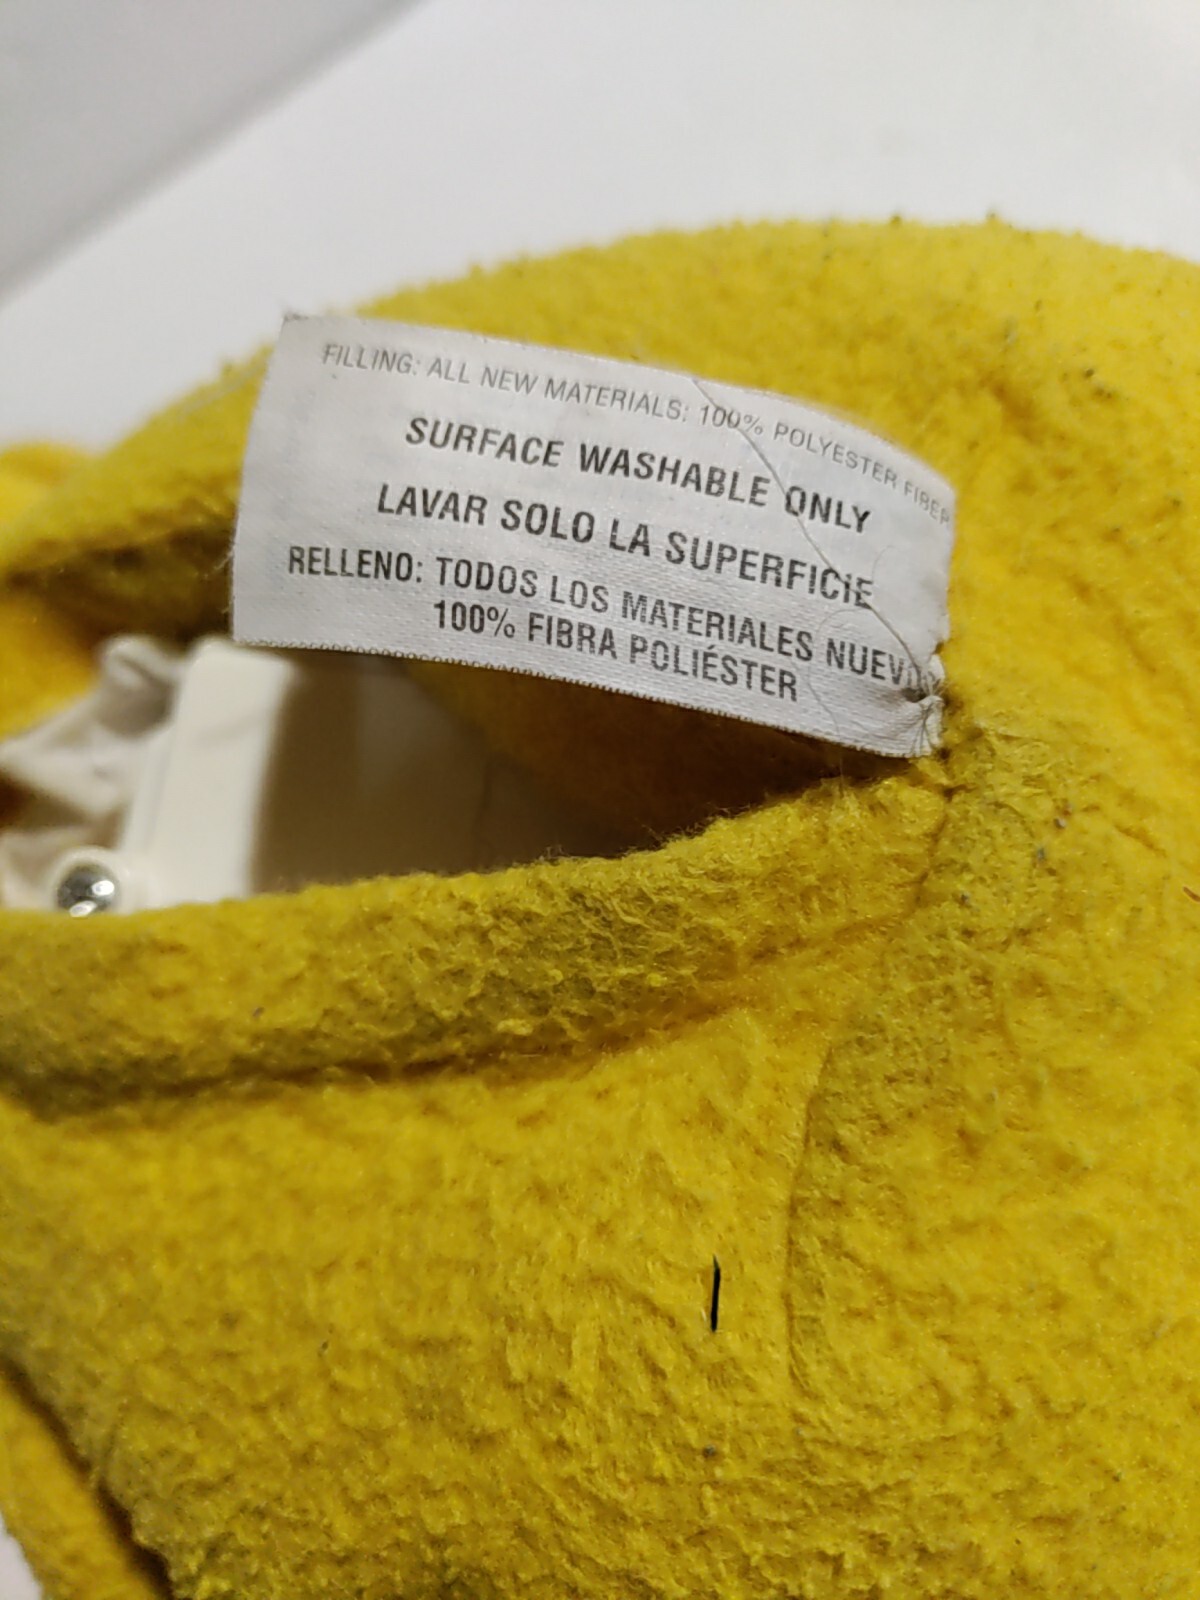 FILLING: ALL NEW MATERIALS: 100% POLYESTER FIBER
SURFACE WASHABLE ONLY
LAVAR SOLO LA SUPERFICIE
RELLENO: TODOS LOS MATERIALES NUEVOS
100% FIBRA POLIÉSTER